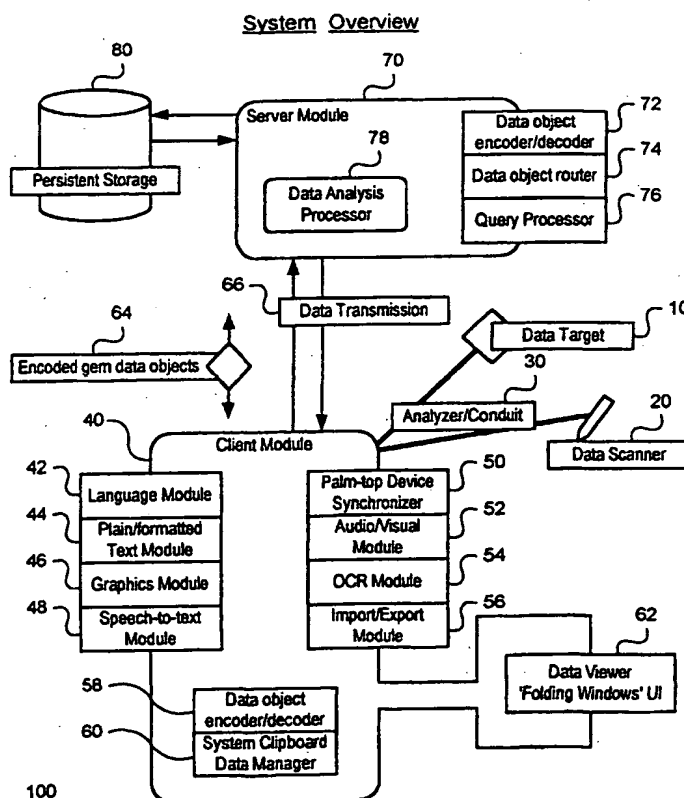 System Overview
80
70
Server Module
72
Data object
encoder/decoder
74
Data object router
76
Query Processor
78
Data Analysis
Processor
Persistent Storage
66
Data Transmission
64
Encoded gem data objects
10
Data Target
30
Analyzer/Conduit
20
Data Scanner
40
Client Module
42
Language Module
44
Plain/formatted
Text Module
46
Graphics Module
48
Speech-to-text
Module
50
Palm-top Device
Synchronizer
52
Audio/Visual
Module
54
OCR Module
56
Import/Export
Module
58
Data object
encoder/decoder
60
System Clipboard
Data Manager
62
Data Viewer
'Folding Windows' UI
100